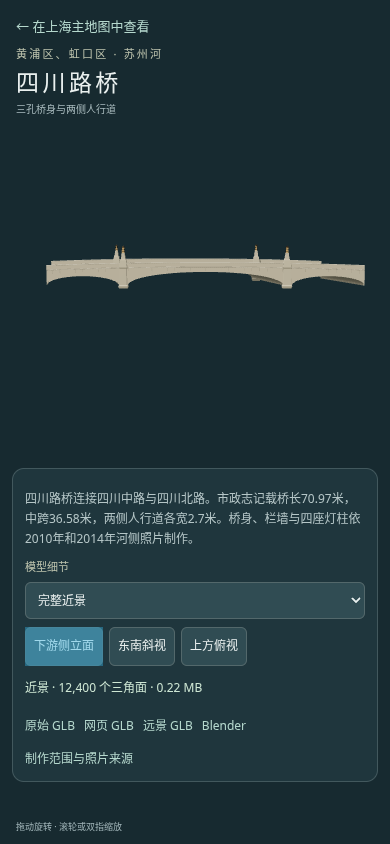 ← 在上海主地图中查看
黄浦区、虹口区 · 苏州河
四川路桥
三孔桥身与两侧人行道
四川路桥连接四川中路与四川北路。市政志记载桥长70.97米，
中跨36.58米，两侧人行道各宽2.7米。桥身、栏墙与四座灯柱依
2010年和2014年河侧照片制作。
模型细节
完整近景
下游侧立面 东南斜视 上方俯视
近景 · 12,400 个三角面 · 0.22 MB
原始 GLB 网页 GLB 远景 GLB Blender
制作范围与照片来源
拖动旋转 · 滚轮或双指缩放